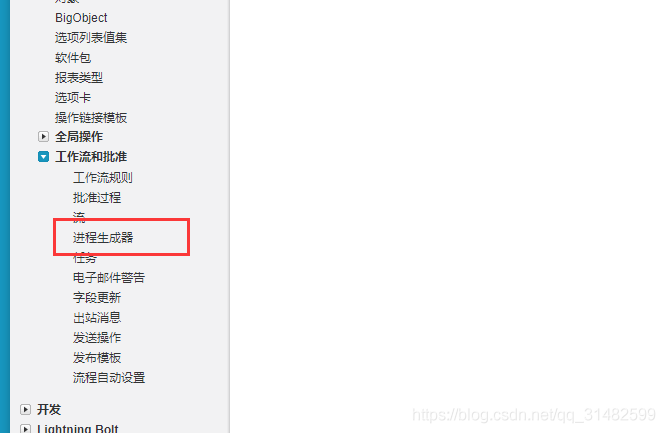 BigObject
选项列表值集
软件包
报表类型
选项卡
操作链接模板
全局操作
工作流和批准
工作流规则
批准过程
流
进程生成器
任务
电子邮件警告
字段更新
出站消息
发送操作
发布模板
流程自动设置
开发
Lightning Bolt
https://blog.csdn.net/qq_31482599